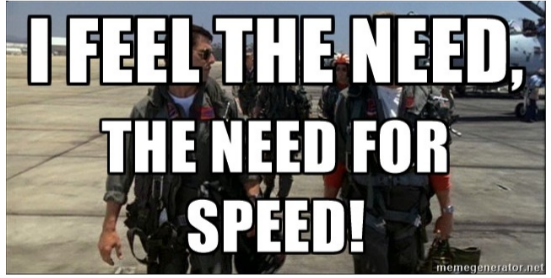 I FEEL THE NEED,
THE NEED FOR
SPEED!
memegenerator.net